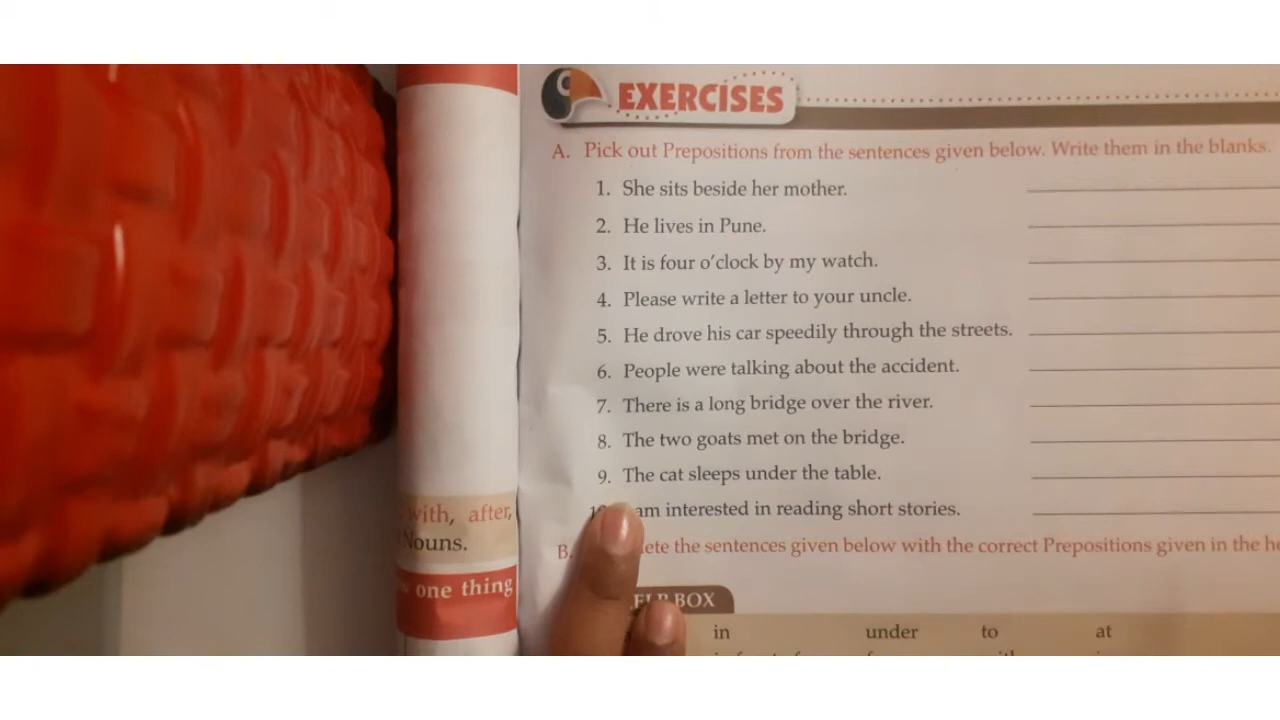 EXERCISES
A. Pick out Prepositions from the sentences given below. Write them in the blanks.
1. She sits beside her mother.
2. He lives in Pune.
3. It is four o'clock by my watch.
4. Please write a letter to your uncle.
5. He drove his car speedily through the streets.
6. People were talking about the accident.
7. There is a long bridge over the river.
8. The two goats met on the bridge.
9. The cat sleeps under the table.
am interested in reading short stories.
with, after,
Nouns.
one thing
B. the sentences given below with the correct Prepositions given in the
BOX
in under to at